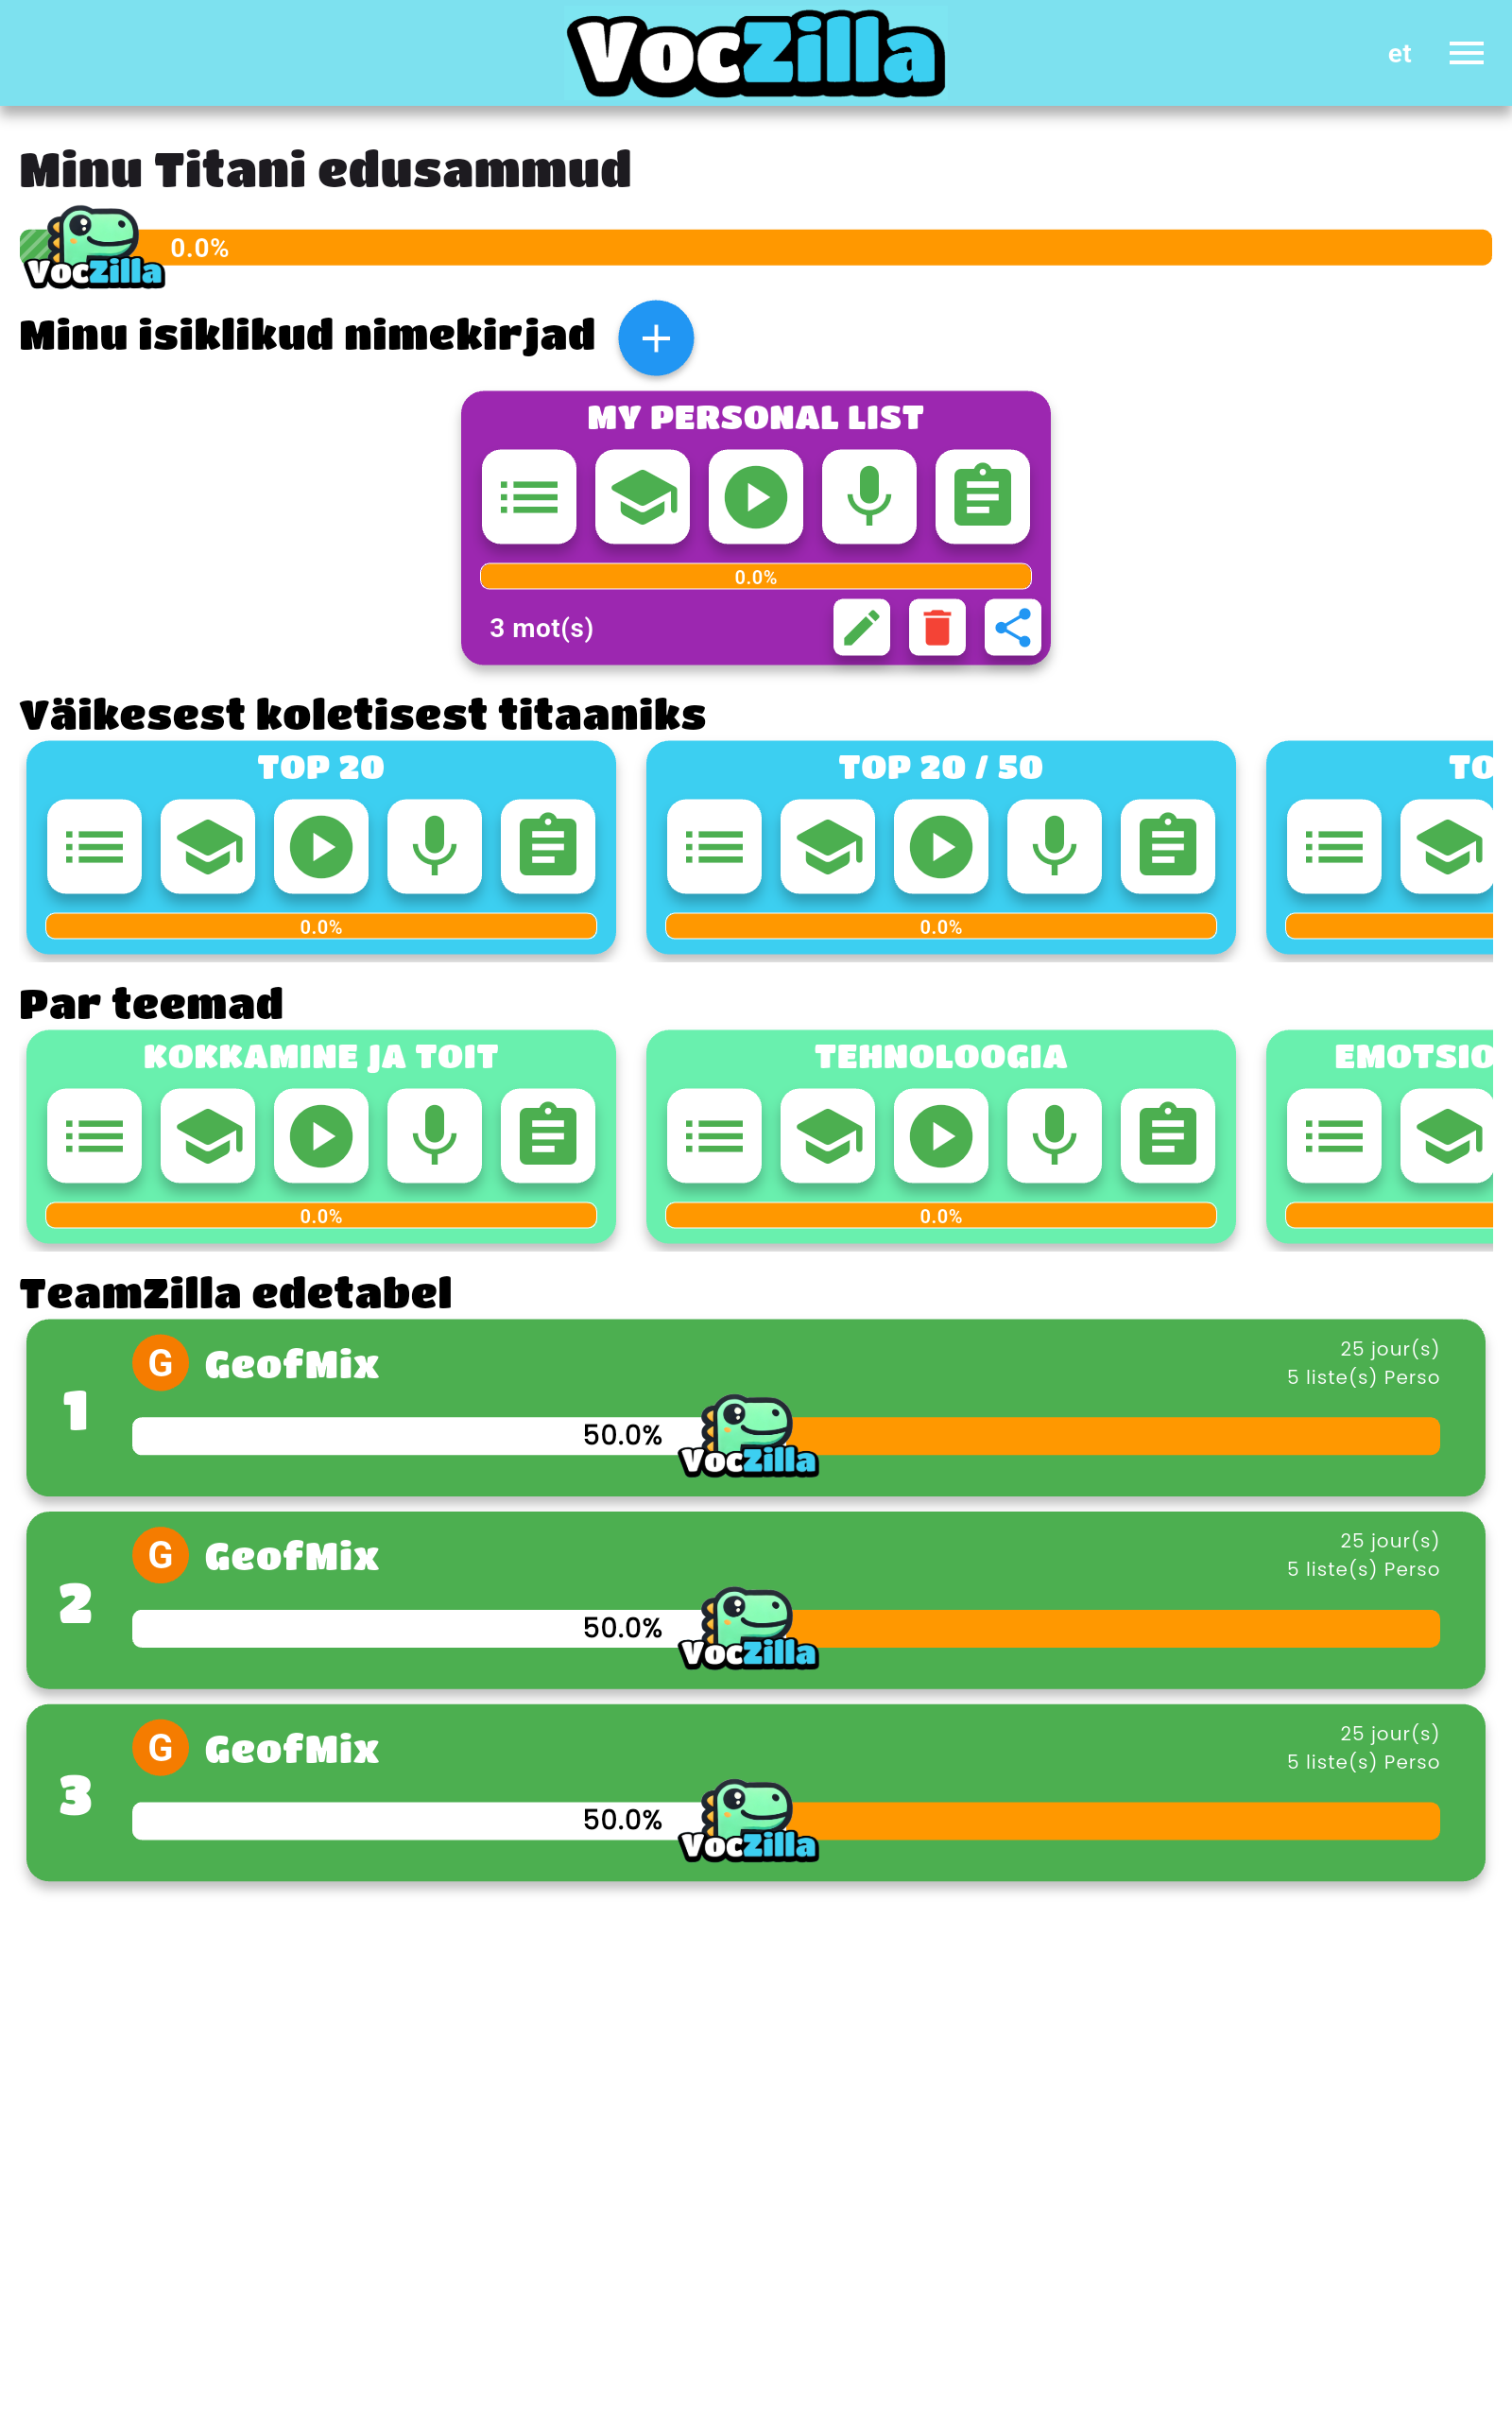 VocZilla
et
Minu Titani edusammud
VocZilla
0.0%
Minu isiklikud nimekirjad
MY PERSONAL LIST
0.0%
3 mot(s)
Väikesest koletisest titaaniks
TOP 20
TOP 20 / 50
TO
0.0%
0.0%
Par teemad
KOKKAMINE JA TOIT
TEHNOLOOGIA
EMOTSIO
0.0%
0.0%
TeamZilla edetabel
1
G
GeofMix
25 jour(s)
5 liste(s) Perso
50.0%
VocZilla
2
G
GeofMix
25 jour(s)
5 liste(s) Perso
50.0%
VocZilla
3
G
GeofMix
25 jour(s)
5 liste(s) Perso
50.0%
VocZilla